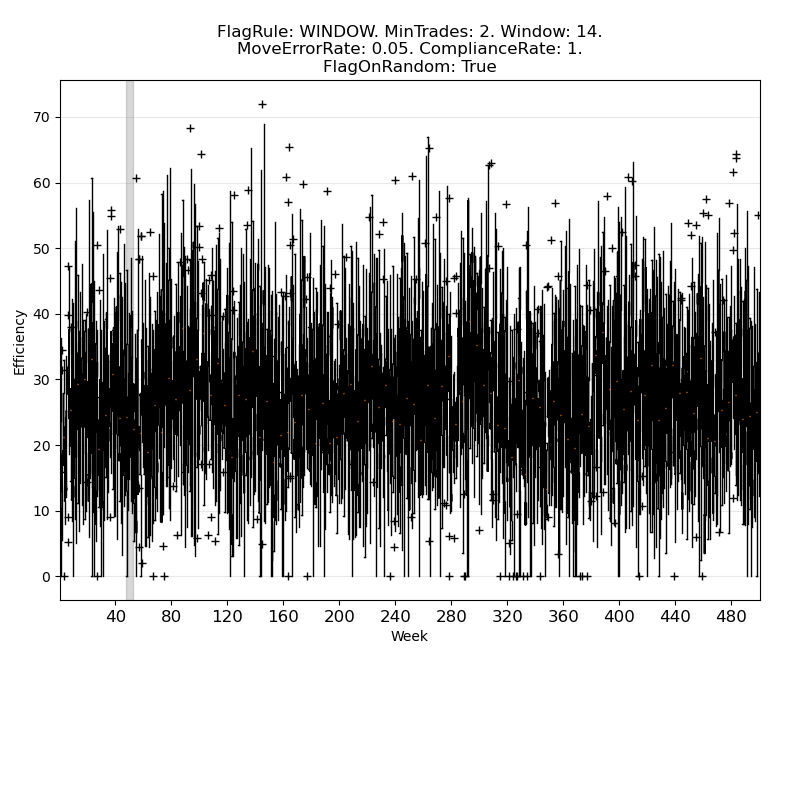 FlagRule: WINDOW. MinTrades: 2. Window: 14.
MoveErrorRate: 0.05. ComplianceRate: 1.
FlagOnRandom: True
70
60
50
40
30
20
10
0
Efficiency
40 80 120 160 200 240 280 320 360 400 440 480
Week